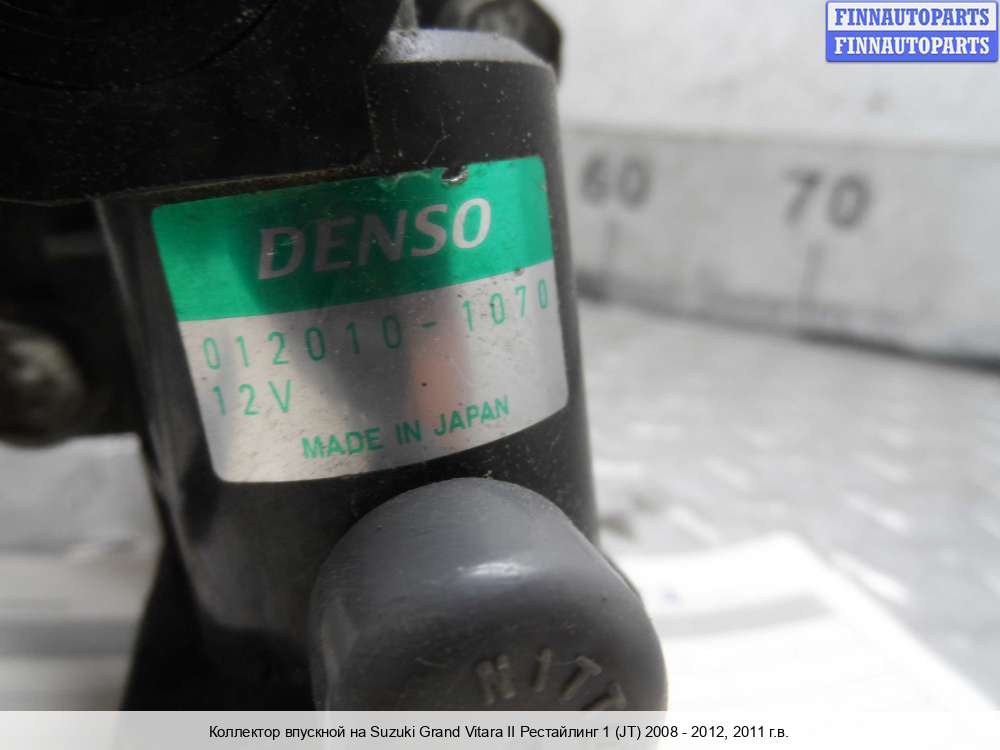 FINNAUTOPARTS
FINNAUTOPARTS
60 70
DENSO
012010-1070
12V
MADE IN JAPAN
NITT
Коллектор впускной на Suzuki Grand Vitara II Рестайлинг 1 (JT) 2008 - 2012, 2011 г.в.